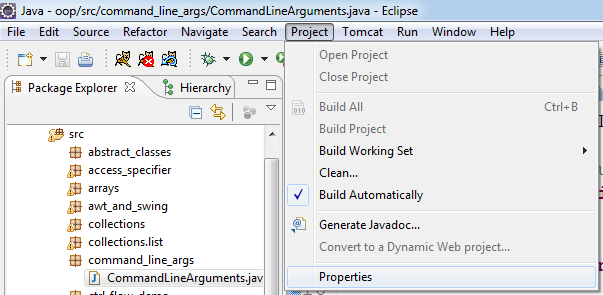 Java - oop/src/command_line_args/CommandLineArguments.java - Eclipse
File Edit Source Refactor Navigate Search Project Tomcat Run Window Help
Package Explorer Hierarchy
src
abstract_classes
access_specifier
arrays
awt_and_swing
collections
collections.list
command_line_args
CommandLineArguments.jav
Open Project
Close Project
Build All Ctrl+B
Build Project
Build Working Set
Clean...
Build Automatically
Generate Javadoc...
Convert to a Dynamic Web project...
Properties